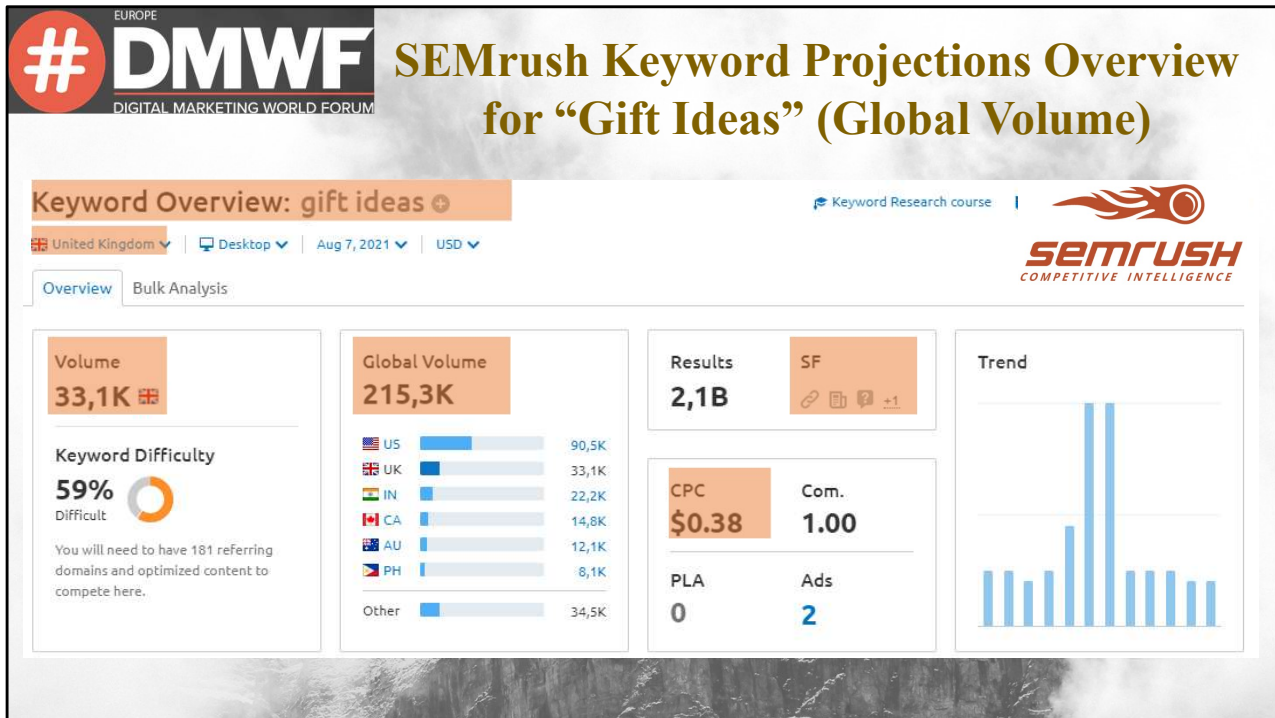 EUROPE
# DMWF
DIGITAL MARKETING WORLD FORUM
SEMrush Keyword Projections Overview
for “Gift Ideas” (Global Volume)
Keyword Overview: gift ideas
Keyword Research course
United Kingdom
Desktop
Aug 7, 2021
USD
semrush
COMPETITIVE INTELLIGENCE
Overview
Bulk Analysis
Volume
33,1K
Keyword Difficulty
59%
Difficult
You will need to have 181 referring
domains and optimized content to
compete here.
Global Volume
215,3K
US 90,5K
UK 33,1K
IN 22,2K
CA 14,8K
AU 12,1K
PH 8,1K
Other 34,5K
Results
2,1B
SF
+1
CPC
$0.38
Com.
1.00
PLA
0
Ads
2
Trend